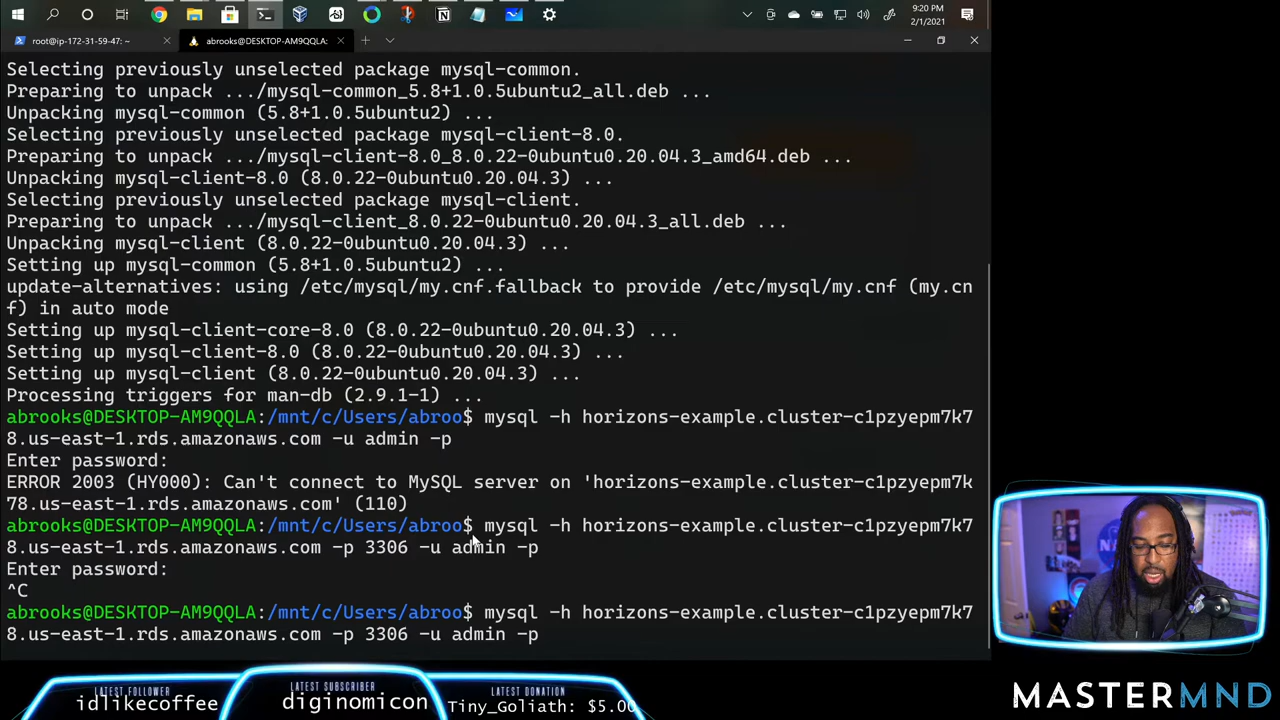 9:20 PM
2/1/2021
root@ip-172-31-59-47: ~
abrooks@DESKTOP-AM9QQLA:
Selecting previously unselected package mysql-common.
Preparing to unpack .../mysql-common_5.8+1.0.5ubuntu2_all.deb ...
Unpacking mysql-common (5.8+1.0.5ubuntu2) ...
Selecting previously unselected package mysql-client-8.0.
Preparing to unpack .../mysql-client-8.0_8.0.22-0ubuntu0.20.04.3_amd64.deb ...
Unpacking mysql-client-8.0 (8.0.22-0ubuntu0.20.04.3) ...
Selecting previously unselected package mysql-client.
Preparing to unpack .../mysql-client_8.0.22-0ubuntu0.20.04.3_all.deb ...
Unpacking mysql-client (8.0.22-0ubuntu0.20.04.3) ...
Setting up mysql-common (5.8+1.0.5ubuntu2) ...
update-alternatives: using /etc/mysql/my.cnf.fallback to provide /etc/mysql/my.cnf (my.cn
f) in auto mode
Setting up mysql-client-core-8.0 (8.0.22-0ubuntu0.20.04.3) ...
Setting up mysql-client-8.0 (8.0.22-0ubuntu0.20.04.3) ...
Setting up mysql-client (8.0.22-0ubuntu0.20.04.3) ...
Processing triggers for man-db (2.9.1-1) ...
abrooks@DESKTOP-AM9QQLA:/mnt/c/Users/abroo$ mysql -h horizons-example.cluster-c1pzyepm7k7
8.us-east-1.rds.amazonaws.com -u admin -p
Enter password:
ERROR 2003 (HY000): Can't connect to MySQL server on 'horizons-example.cluster-c1pzyepm7k
78.us-east-1.rds.amazonaws.com' (110)
abrooks@DESKTOP-AM9QQLA:/mnt/c/Users/abroo$ mysql -h horizons-example.cluster-c1pzyepm7k7
8.us-east-1.rds.amazonaws.com -p 3306 -u admin -p
Enter password:
^C
abrooks@DESKTOP-AM9QQLA:/mnt/c/Users/abroo$ mysql -h horizons-example.cluster-c1pzyepm7k7
8.us-east-1.rds.amazonaws.com -p 3306 -u admin -p
LATEST FOLLOWER
idlikecoffee
LATEST SUBSCRIBER
diginomicon
LATEST DONATION
Tiny_Goliath: $5.00
MASTERMND